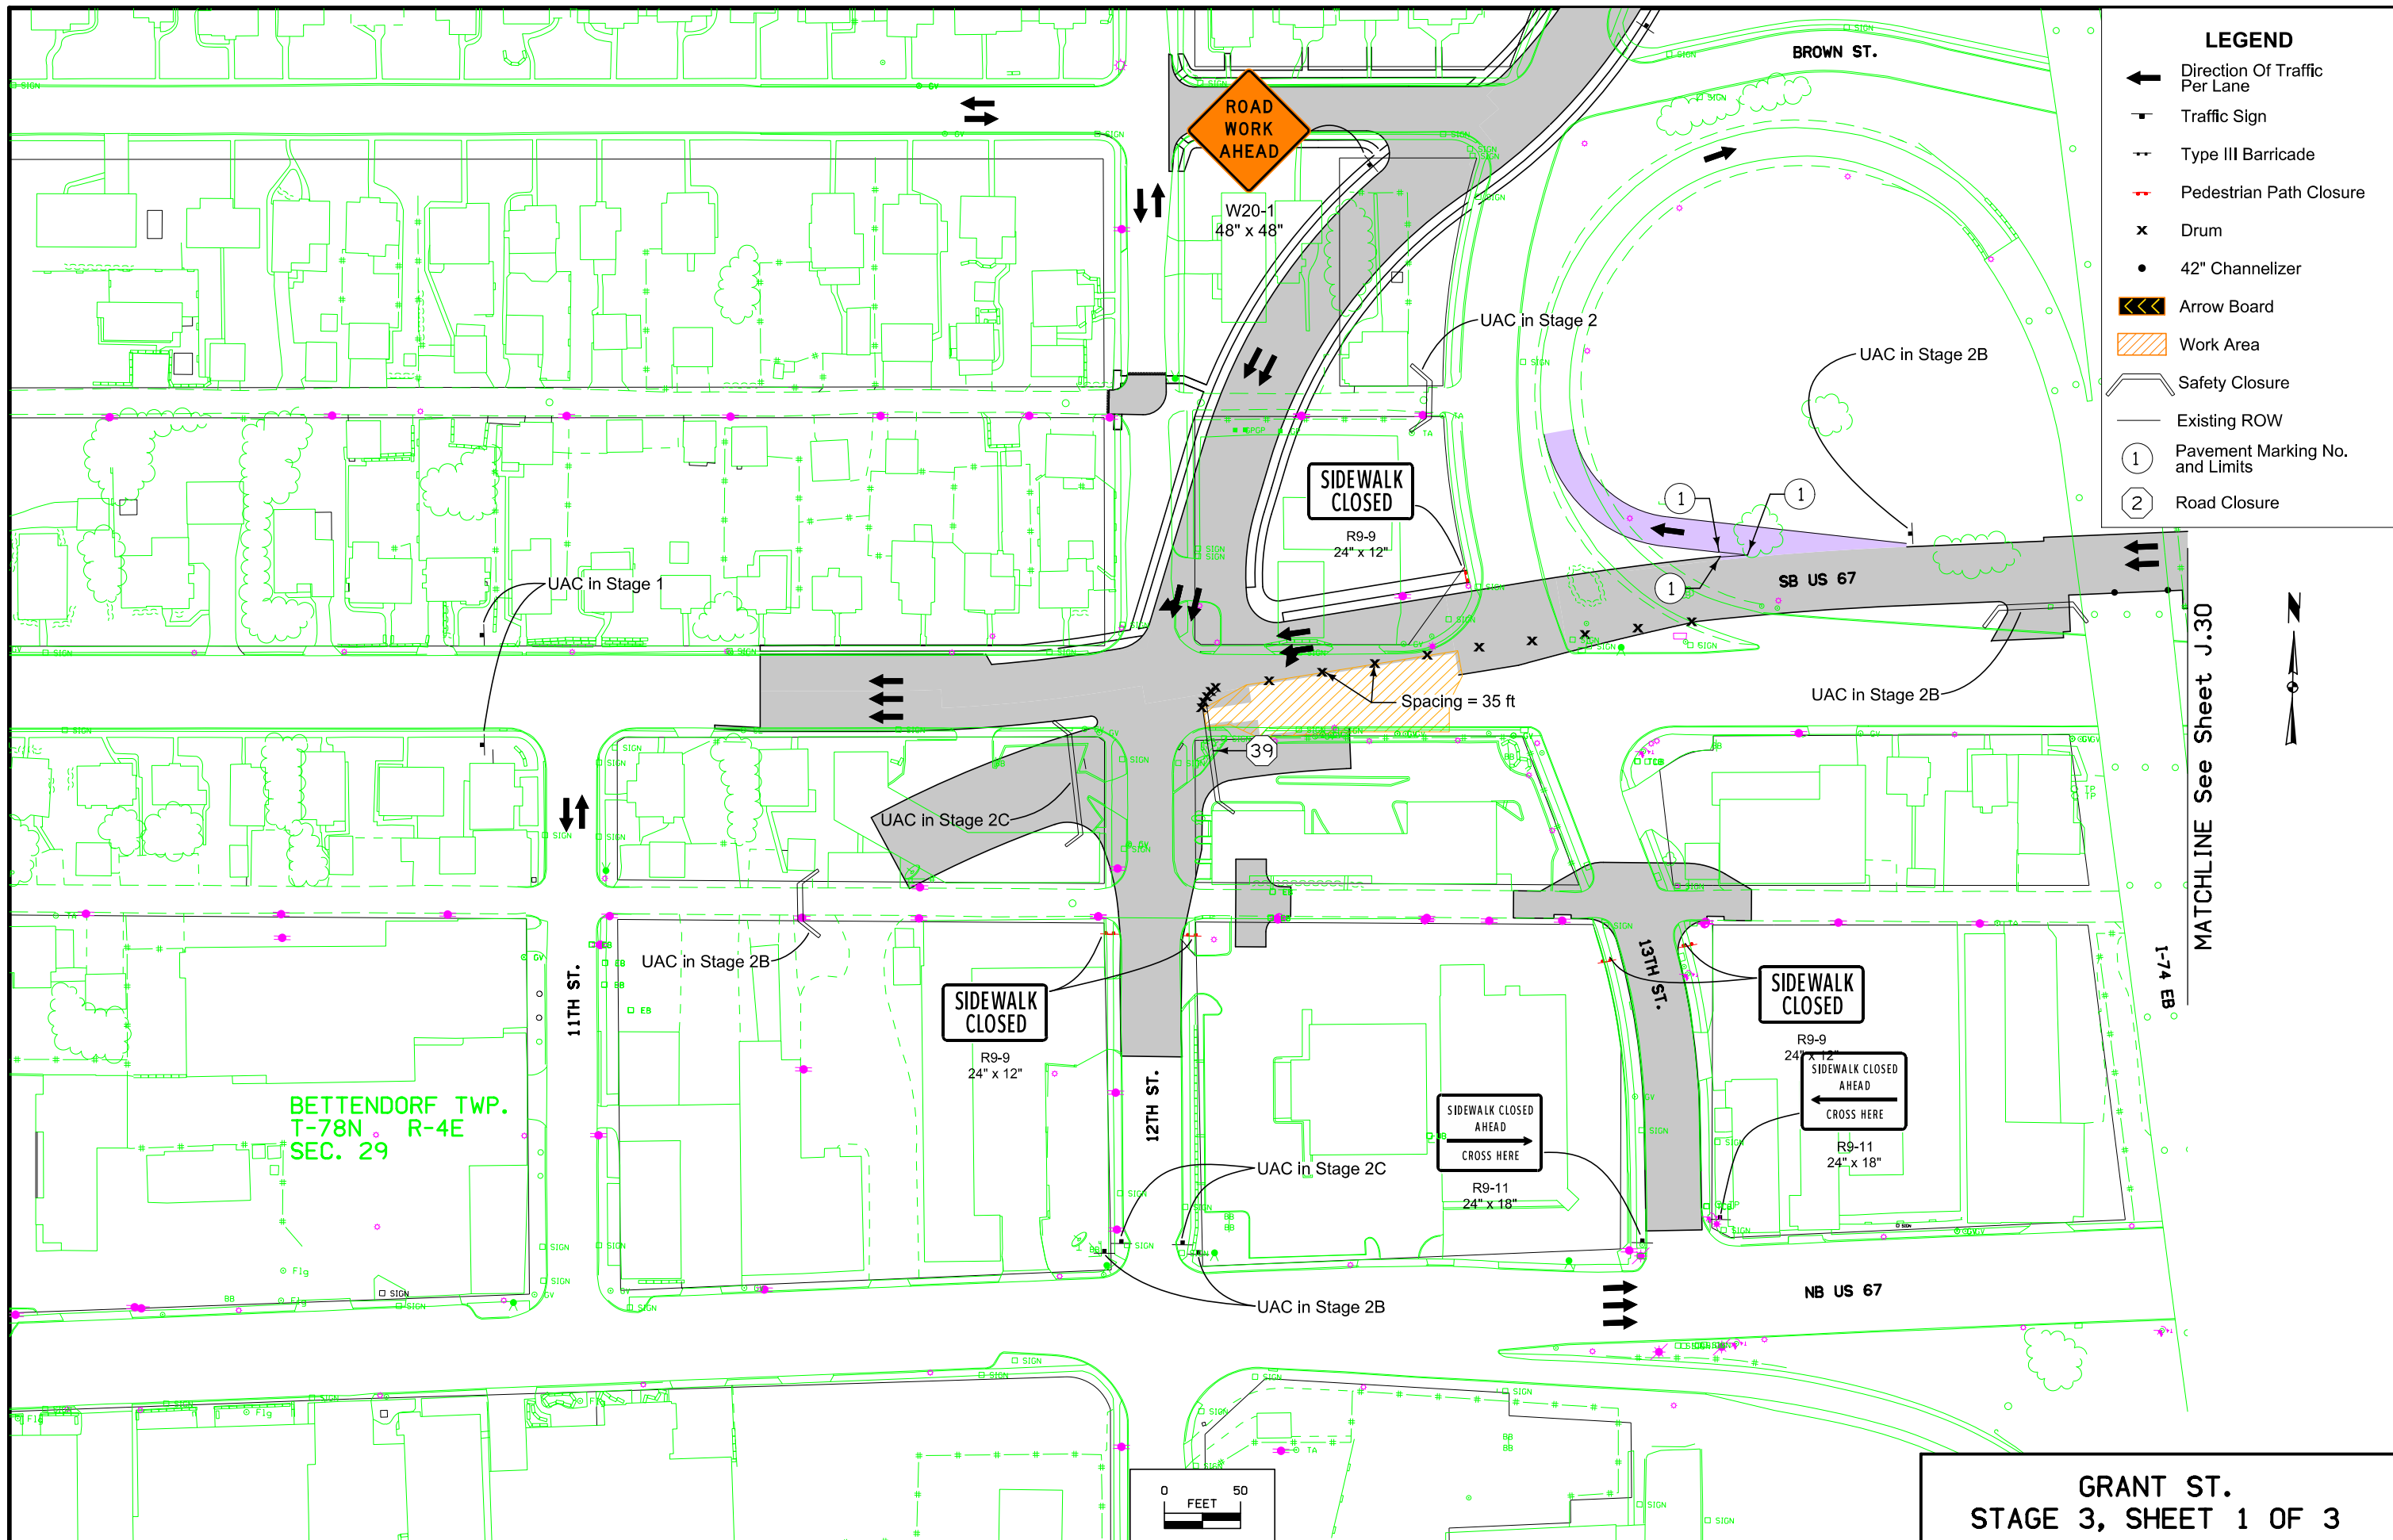 BROWN ST.
LEGEND
Direction Of Traffic
Per Lane
Traffic Sign
Type III Barricade
Pedestrian Path Closure
Drum
42" Channelizer
Arrow Board
Work Area
Safety Closure
Existing ROW
1
Pavement Marking No.
and Limits
2
Road Closure
ROAD
WORK
AHEAD
W20-1
48" x 48"
UAC in Stage 2
UAC in Stage 2B
SIDEWALK
CLOSED
R9-9
24" x 12"
1
1
1
SB US 67
UAC in Stage 1
UAC in Stage 2B
Spacing = 35 ft
39
UAC in Stage 2C
N
MATCHLINE See Sheet J.30
UAC in Stage 2B
11TH ST.
SIDEWALK
CLOSED
R9-9
24" x 12"
12TH ST.
13TH ST.
SIDEWALK
CLOSED
R9-9
24" x 12"
I-74 EB
SIDEWALK CLOSED
AHEAD
CROSS HERE
R9-11
24" x 18"
SIDEWALK CLOSED
AHEAD
CROSS HERE
R9-11
24" x 18"
BETTENDORF TWP.
T-78N R-4E
SEC. 29
UAC in Stage 2C
UAC in Stage 2B
NB US 67
0 50
FEET
GRANT ST.
STAGE 3, SHEET 1 OF 3